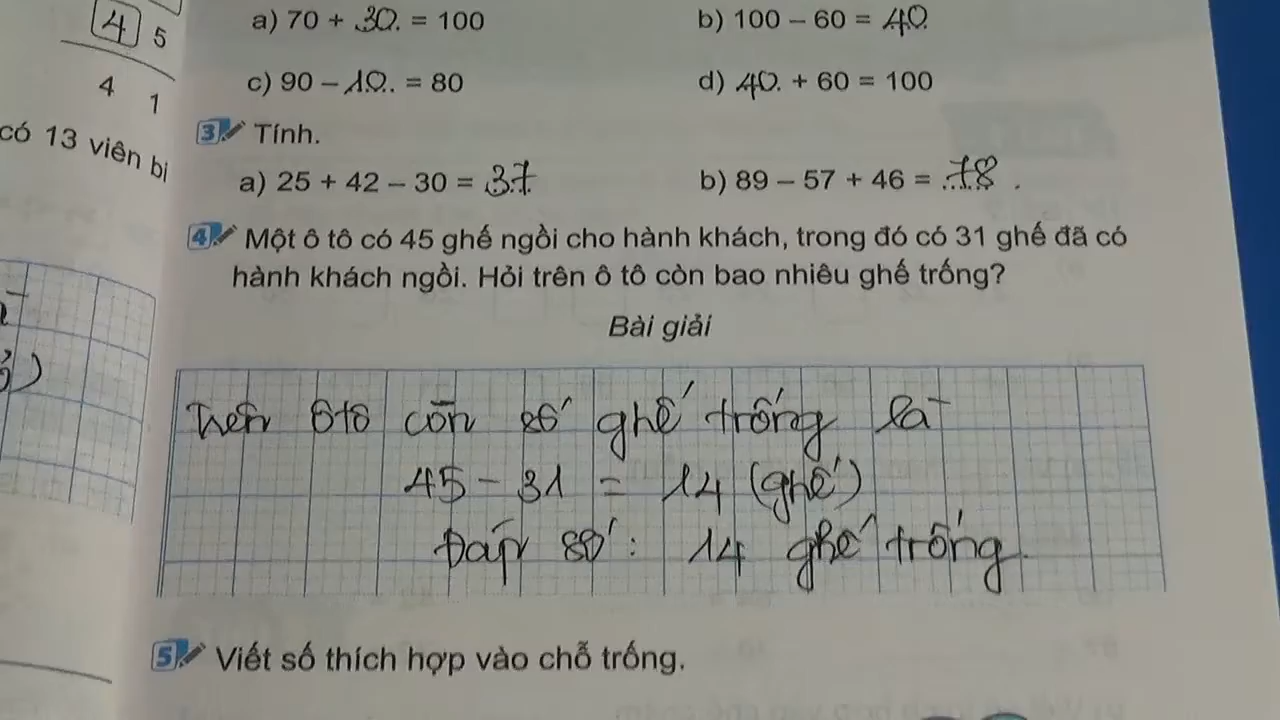 4 5
4 1
có 13 viên bi
a) 70 + 30. = 100
b) 100 – 60 = 40
c) 90 – 10.. = 80
d) 40. + 60 = 100
3 Tính.
a) 25 + 42 – 30 = 37
b) 89 – 57 + 46 = 78 .
4 Một ô tô có 45 ghế ngồi cho hành khách, trong đó có 31 ghế đã có
hành khách ngồi. Hỏi trên ô tô còn bao nhiêu ghế trống?
Bài giải
Trên ôtô còn số ghế trống là
45 – 31 = 14 (ghế)
Đáp số: 14 ghế trống.
5 Viết số thích hợp vào chỗ trống.